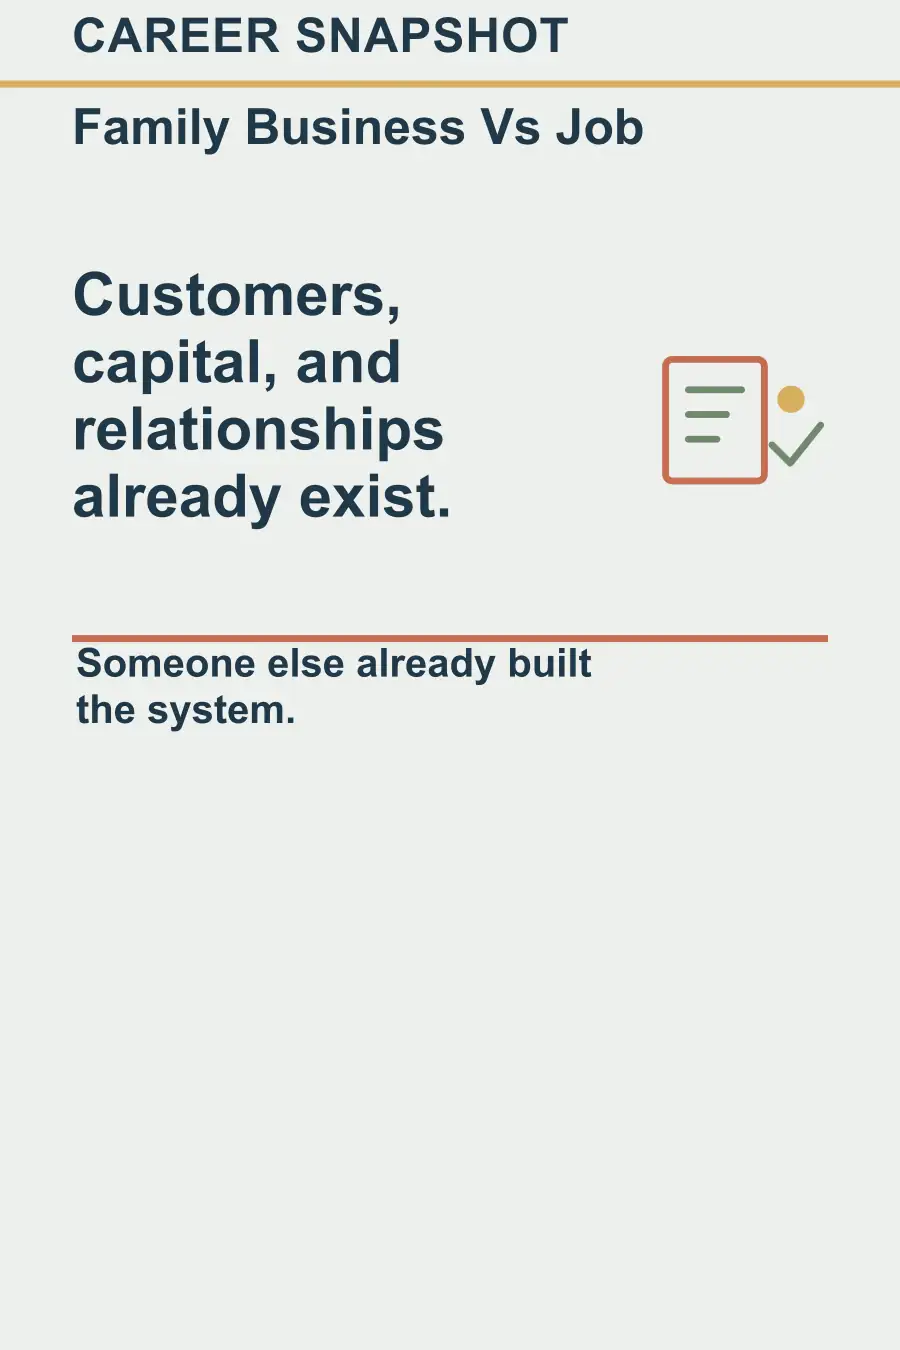 CAREER SNAPSHOT
Family Business Vs Job
Customers,
capital, and
relationships
already exist.
Someone else already built
the system.